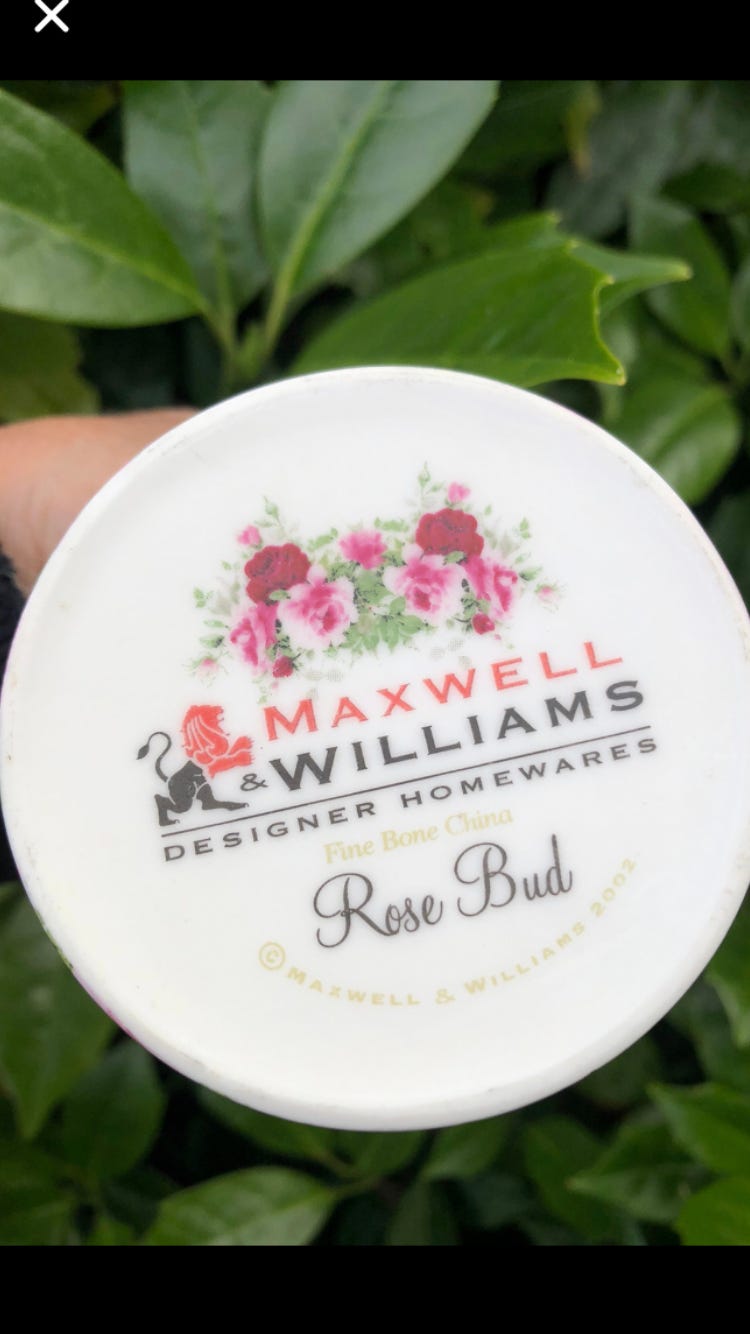 MAXWELL
& WILLIAMS
DESIGNER HOMEWARES
Fine Bone China
Rose Bud
© MAXWELL & WILLIAMS 2002